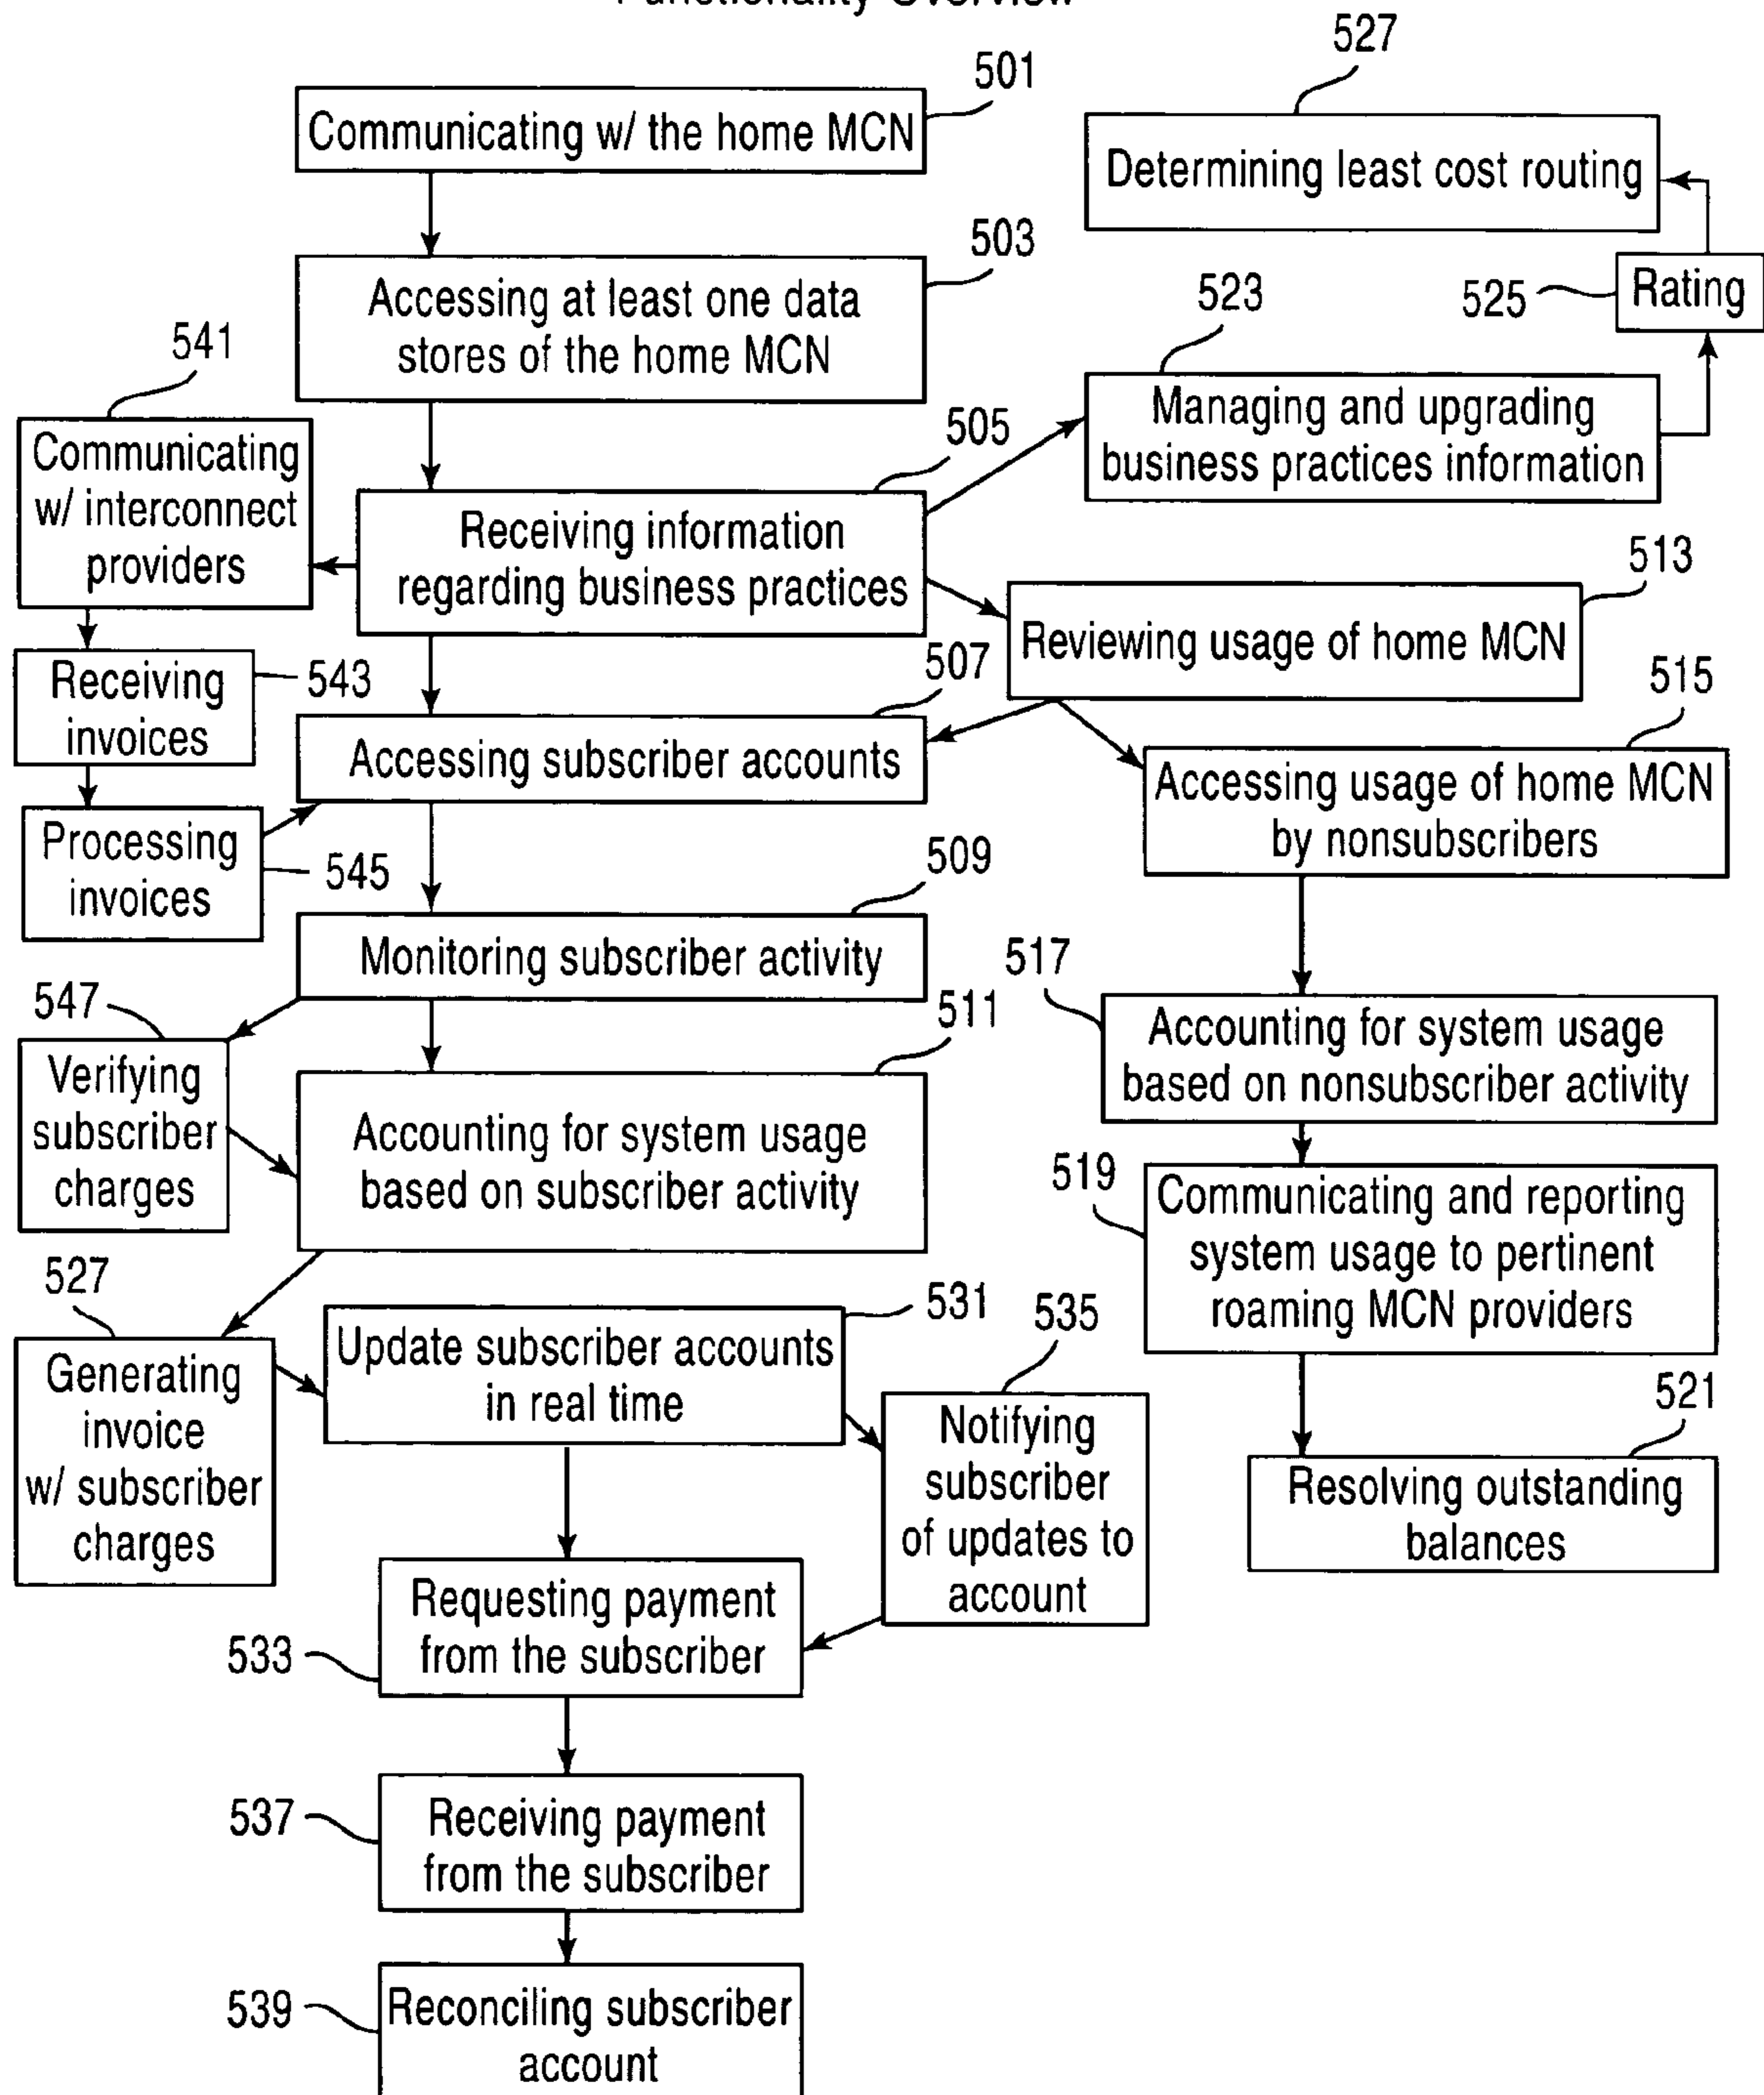 Functionality Overview
501
Communicating w/ the home MCN
527
Determining least cost routing
503
Accessing at least one data
stores of the home MCN
525
Rating
523
Managing and upgrading
business practices information
541
Communicating
w/ interconnect
providers
505
Receiving information
regarding business practices
513
Reviewing usage of home MCN
543
Receiving
invoices
507
Accessing subscriber accounts
515
Accessing usage of home MCN
by nonsubscribers
545
Processing
invoices
509
Monitoring subscriber activity
517
Accounting for system usage
based on nonsubscriber activity
547
Verifying
subscriber
charges
511
Accounting for system usage
based on subscriber activity
519
Communicating and reporting
system usage to pertinent
roaming MCN providers
527
Generating
invoice
w/ subscriber
charges
531
Update subscriber accounts
in real time
535
Notifying
subscriber
of updates to
account
521
Resolving outstanding
balances
533
Requesting payment
from the subscriber
537
Receiving payment
from the subscriber
539
Reconciling subscriber
account